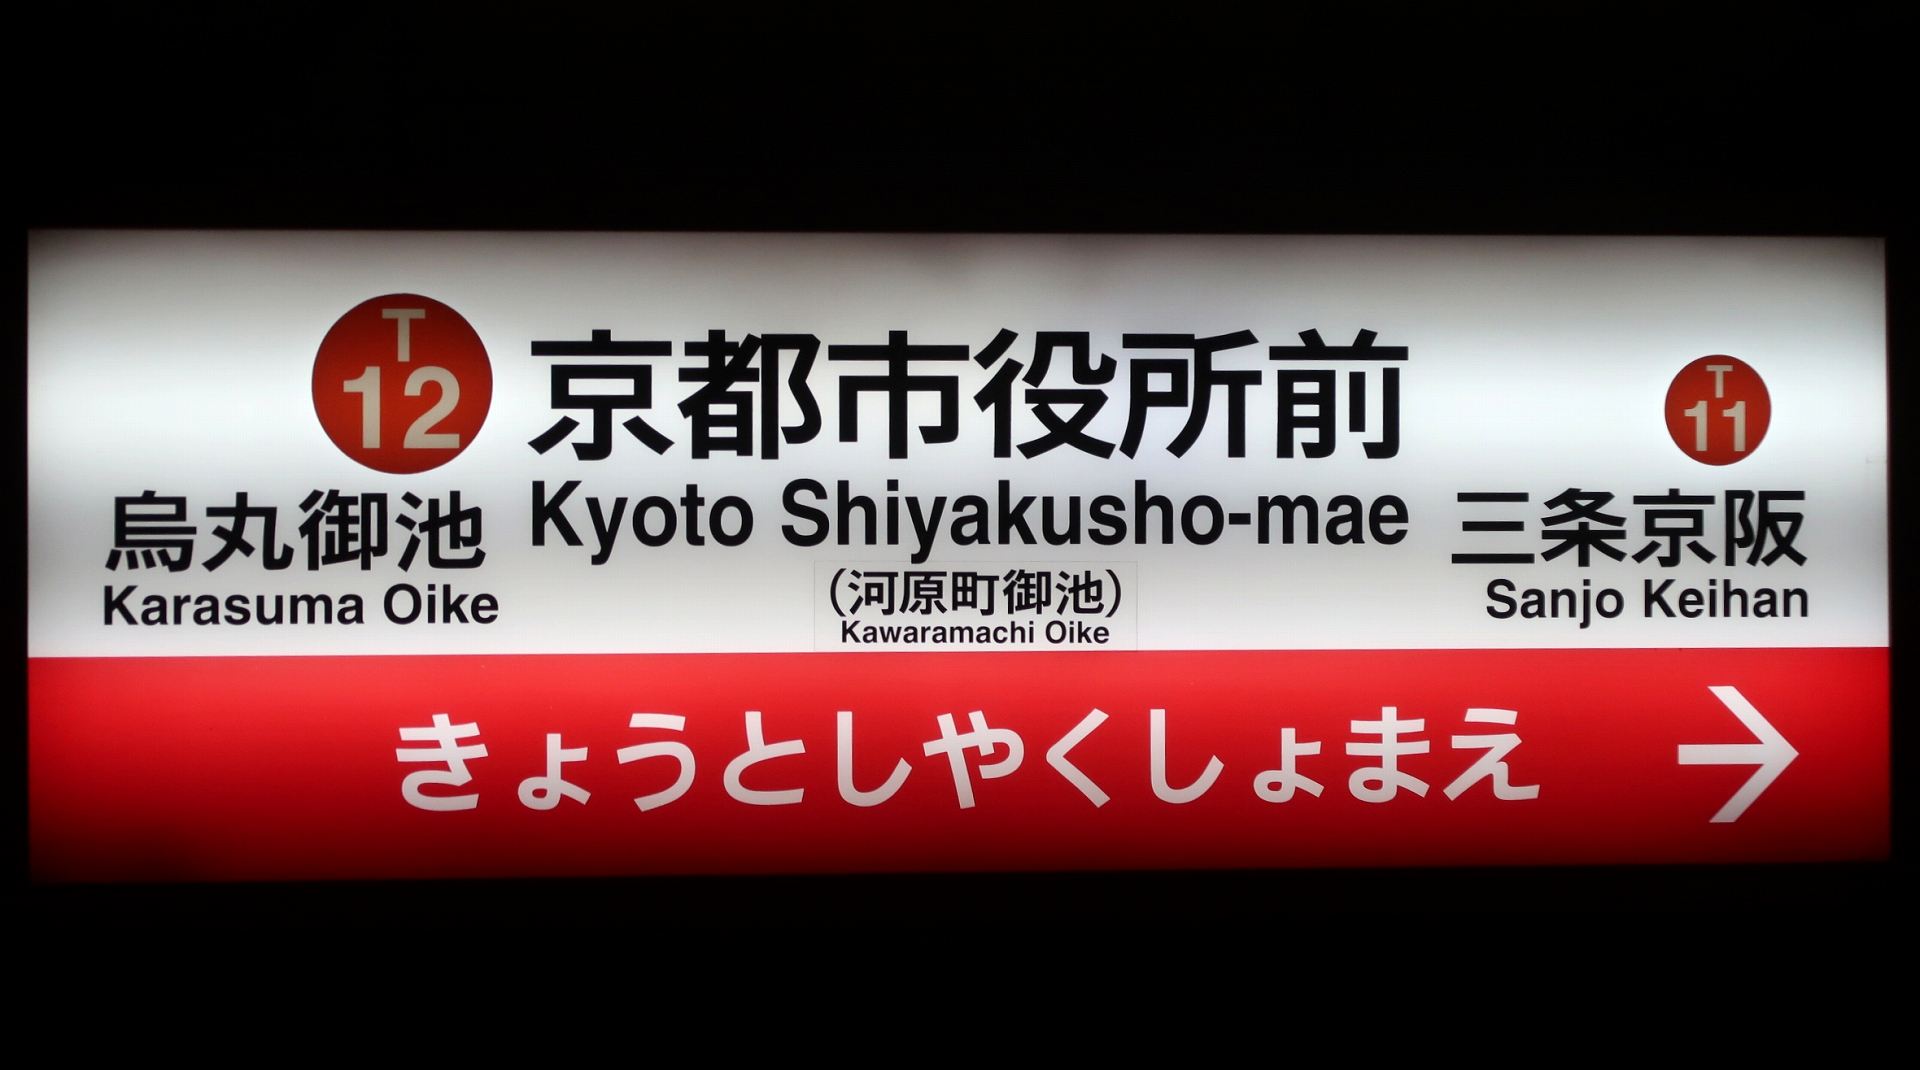 T
12
京都市役所前
Kyoto Shiyakusho-mae
(河原町御池)
Kawaramachi Oike
烏丸御池
Karasuma Oike
T
11
三条京阪
Sanjo Keihan
きょうとしやくしょまえ →